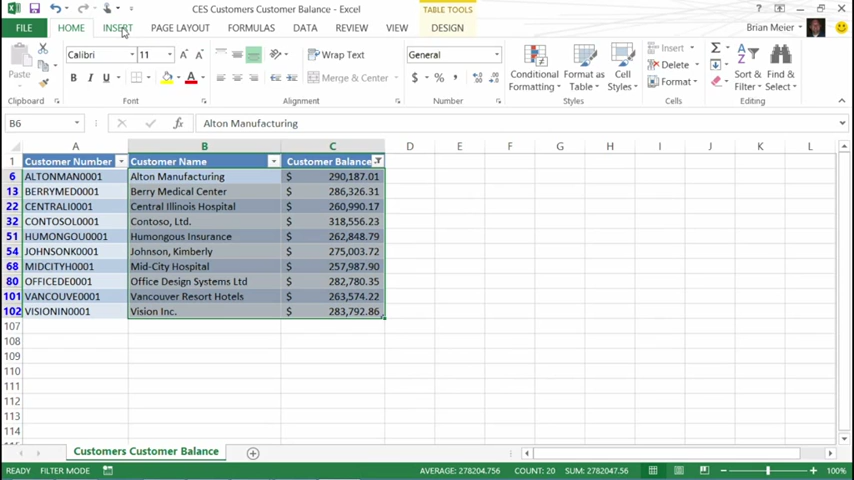 CES Customers Customer Balance - Excel
TABLE TOOLS
FILE HOME INSERT PAGE LAYOUT FORMULAS DATA REVIEW VIEW DESIGN Brian Meier
Paste
Calibri 11
B I U A
Wrap Text
Merge & Center
General
$ %
Conditional Formatting
Format as Table
Cell Styles
Insert
Delete
Format
Sort & Filter
Find & Select
Clipboard Font Alignment Number Styles Cells Editing
B6 fx Alton Manufacturing
A B C D E F G H I J K L
1 Customer Number Customer Name Customer Balance
6 ALTONMAN0001 Alton Manufacturing $ 290,187.01
13 BERRYMED0001 Berry Medical Center $ 286,326.31
22 CENTRALI0001 Central Illinois Hospital $ 260,990.17
32 CONTOSOL0001 Contoso, Ltd. $ 318,556.23
51 HUMONGOU0001 Humongous Insurance $ 262,848.79
54 JOHNSONK0001 Johnson, Kimberly $ 275,003.72
68 MIDCITYH0001 Mid-City Hospital $ 257,987.90
80 OFFICEDE0001 Office Design Systems Ltd $ 282,780.35
101 VANCOUVE0001 Vancouver Resort Hotels $ 263,574.22
102 VISIONIN0001 Vision Inc. $ 283,792.86
107
108
109
110
111
112
113
114
Customers Customer Balance
READY FILTER MODE AVERAGE: 278204.756 COUNT: 20 SUM: 2782047.56 100%